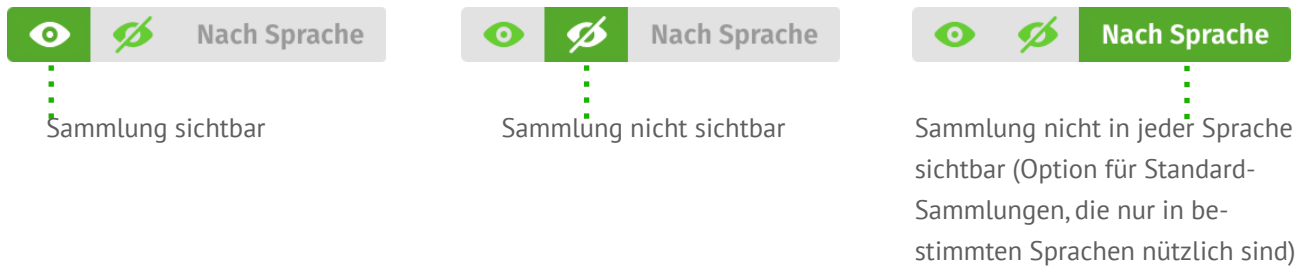 Nach Sprache
Nach Sprache
Nach Sprache
Sammlung sichtbar
Sammlung nicht sichtbar
Sammlung nicht in jeder Sprache
sichtbar (Option für Standard-
Sammlungen, die nur in be-
stimmten Sprachen nützlich sind)